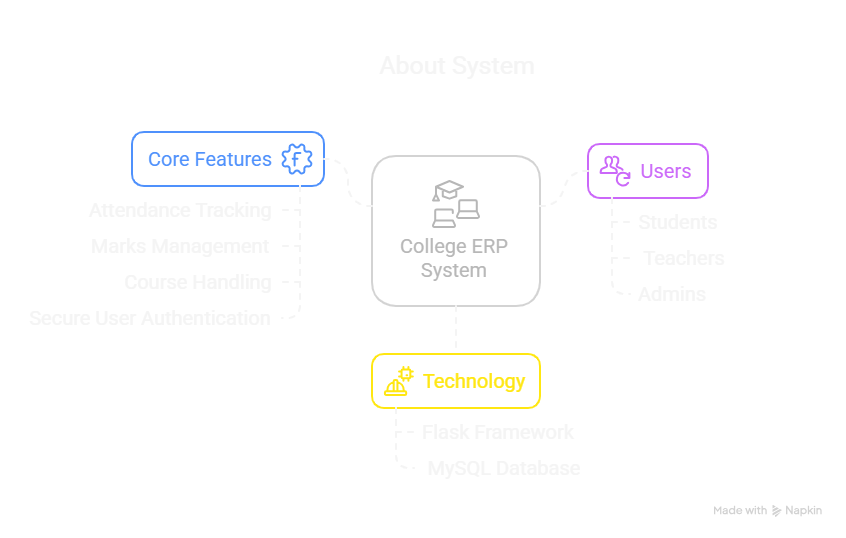 About System
Core Features
Attendance Tracking
Marks Management
Course Handling
Secure User Authentication
College ERP
System
Users
Students
Teachers
Admins
Technology
Flask Framework
MySQL Database
Made with Napkin